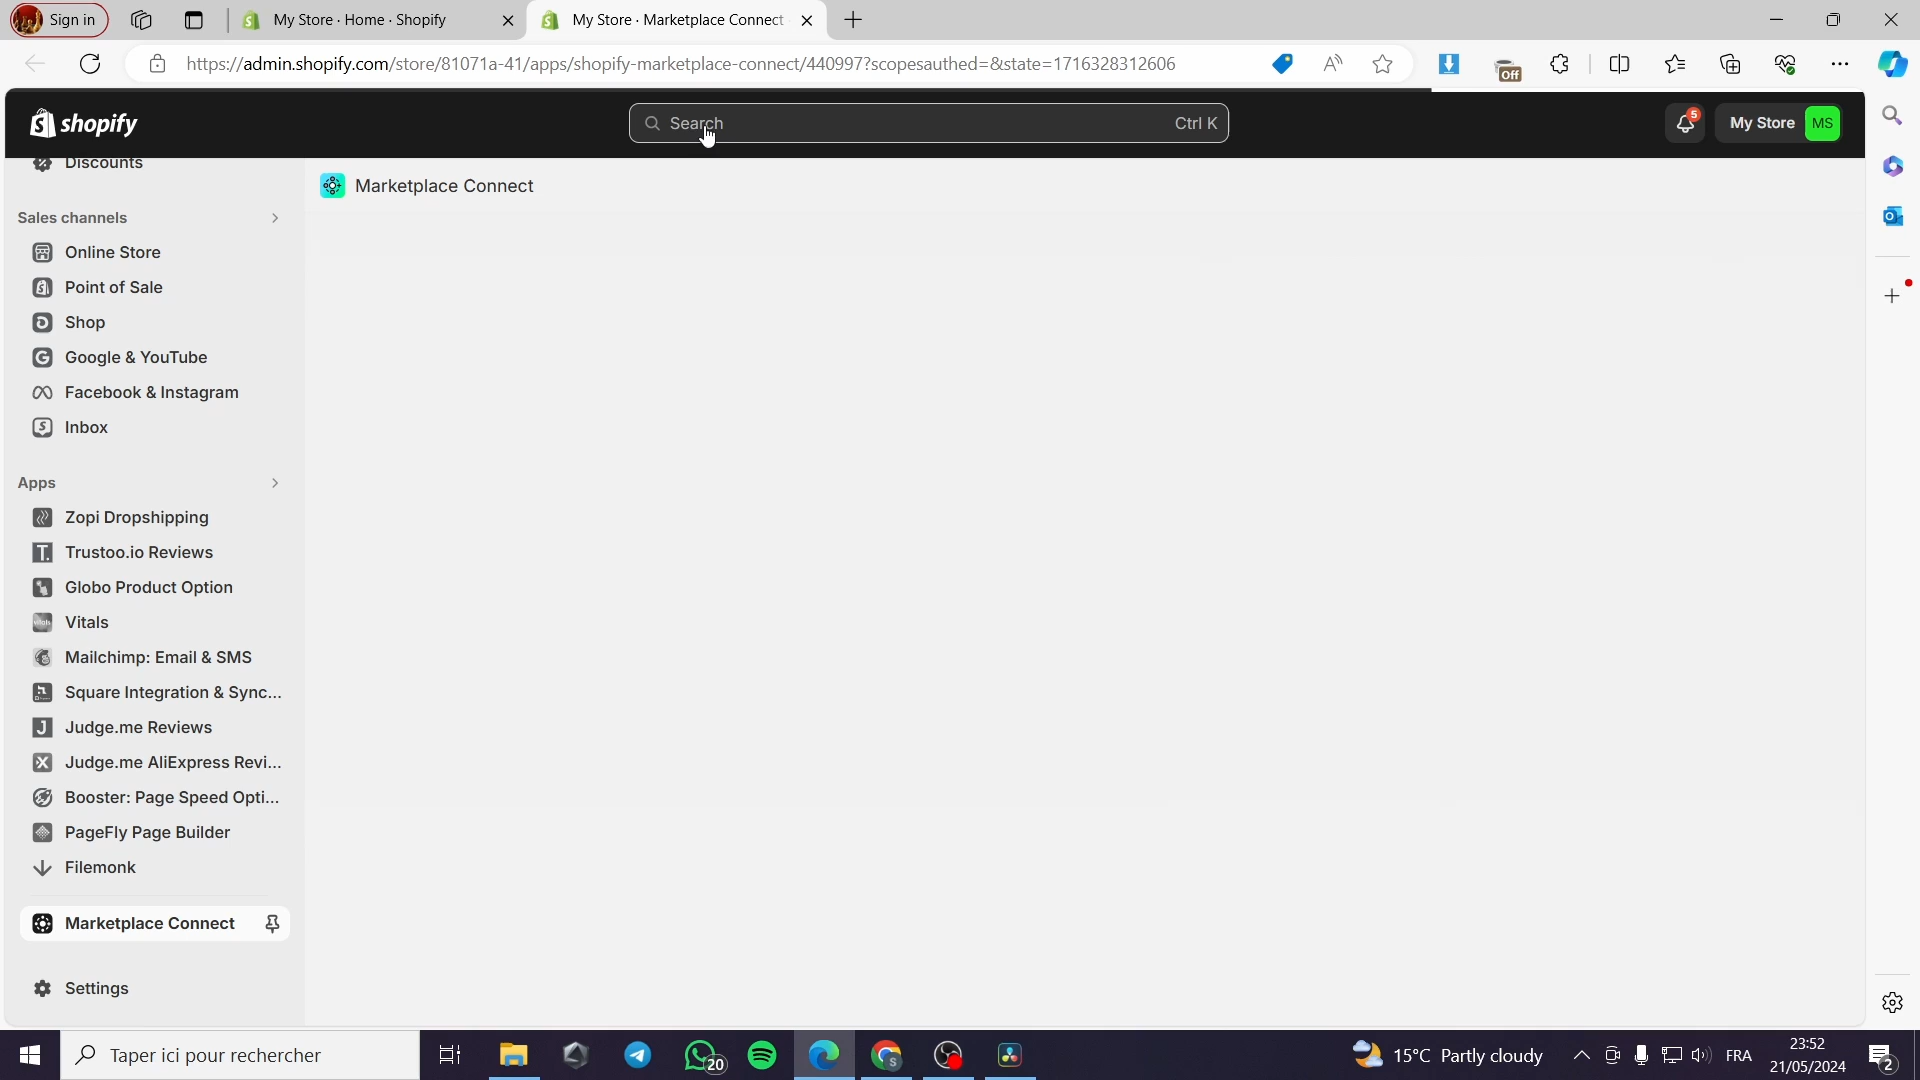 Sign in
My Store · Home · Shopify
My Store · Marketplace Connect
https://admin.shopify.com/store/81071a-41/apps/shopify-marketplace-connect/440997?scopesauthed=&state=1716328312606
Off
shopify
Search
Ctrl K
5
My Store
MS
Discounts
Marketplace Connect
Sales channels
Online Store
Point of Sale
Shop
Google & YouTube
Facebook & Instagram
Inbox
Apps
Zopi Dropshipping
Trustoo.io Reviews
Globo Product Option
Vitals
Mailchimp: Email & SMS
Square Integration & Sync...
Judge.me Reviews
Judge.me AliExpress Revi...
Booster: Page Speed Opti...
PageFly Page Builder
Filemonk
Marketplace Connect
Settings
Taper ici pour rechercher
20
15°C Partly cloudy
FRA
23:52
21/05/2024
2